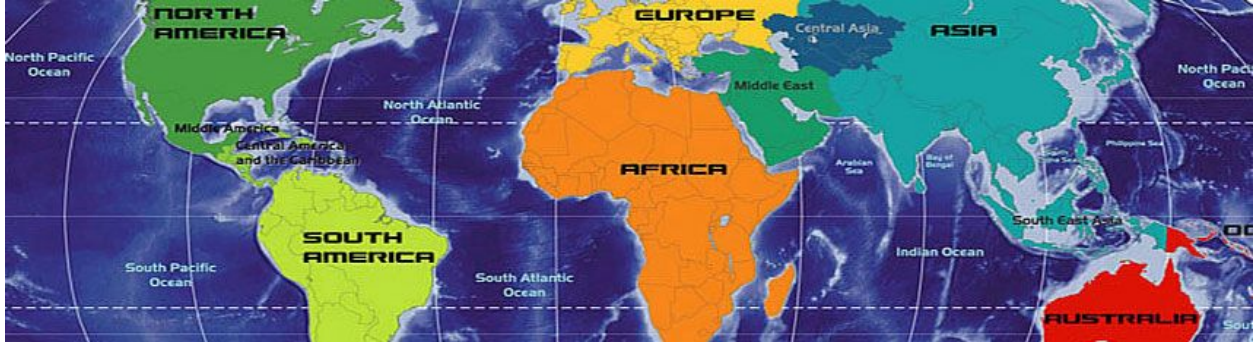 NORTH
AMERICA
EUROPE
Central Asia
ASIA
North Pacific
Ocean
North Paci
Middle East
North Atlantic
Ocean
Middle America
Central America
and the Caribbean
Philippine Sea
Arabian
Sea
Bay of
Bengal
AFRICA
South East Asia
SOUTH
AMERICA
Indian Ocean
South Pacific
Ocean
South Atlantic
Ocean
AUSTRALIA